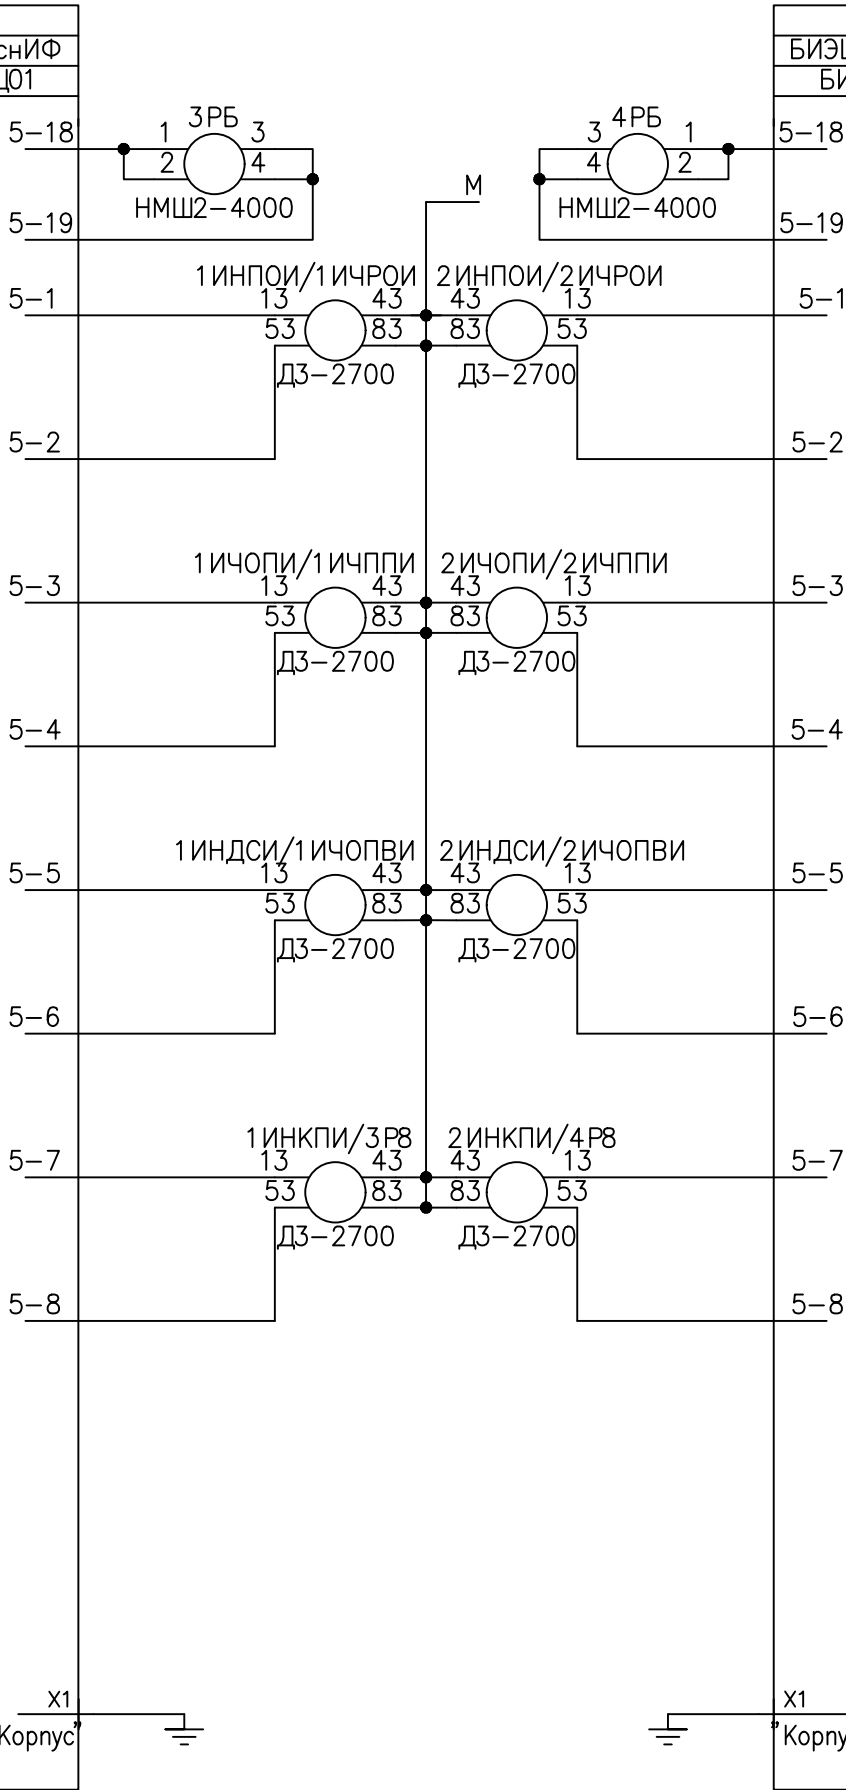 снИФ БИЭЦ
Ц01 БИ
3РБ 4РБ
5-18 1 3 3 1 5-18
2 4 4 2
М
НМШ2-4000 НМШ2-4000
5-19 5-19
1ИНПОИ/1ИЧРОИ 2ИНПОИ/2ИЧРОИ
5-1 13 43 43 13 5-1
53 83 83 53
Д3-2700 Д3-2700
5-2 5-2
1ИЧОПИ/1ИЧППИ 2ИЧОПИ/2ИЧППИ
5-3 13 43 43 13 5-3
53 83 83 53
Д3-2700 Д3-2700
5-4 5-4
1ИНДСИ/1ИЧОПВИ 2ИНДСИ/2ИЧОПВИ
5-5 13 43 43 13 5-5
53 83 83 53
Д3-2700 Д3-2700
5-6 5-6
1ИНКПИ/3Р8 2ИНКПИ/4Р8
5-7 13 43 43 13 5-7
53 83 83 53
Д3-2700 Д3-2700
5-8 5-8
X1 X1
Корпус" "Корпу